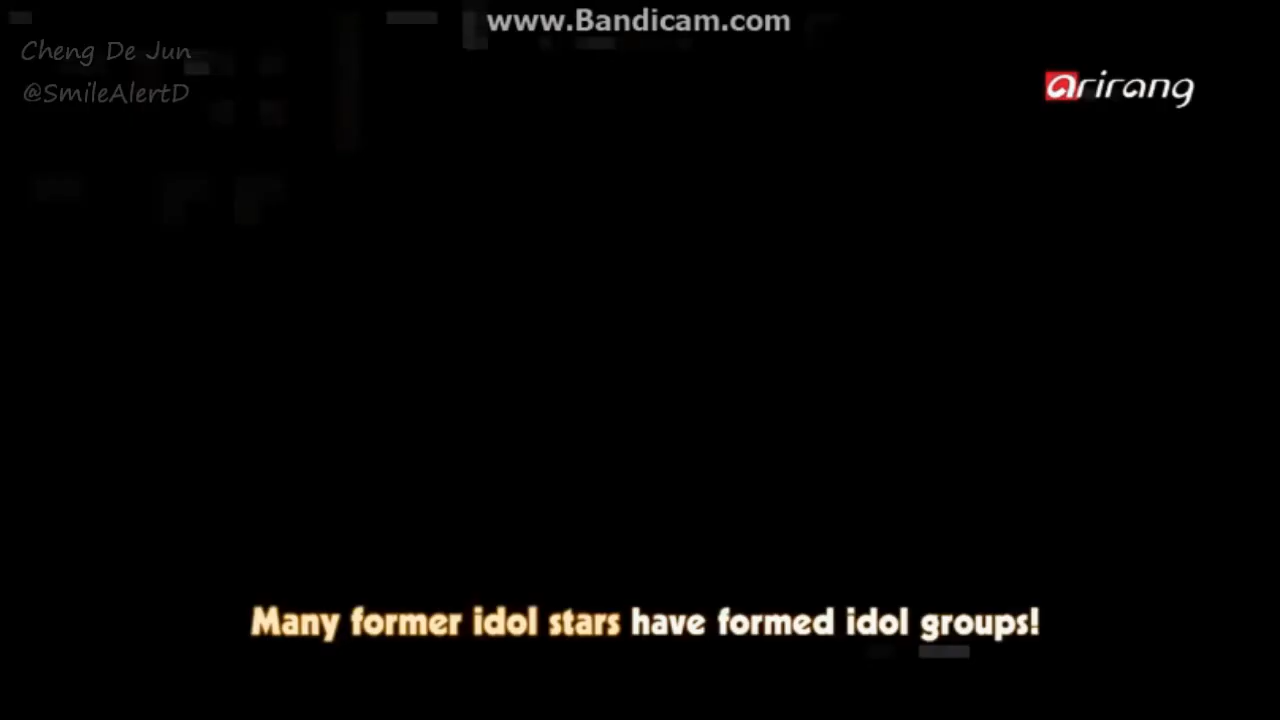 www.Bandicam.com
Cheng De Jun
@SmileAlertD
arirang
Many former idol stars have formed idol groups!